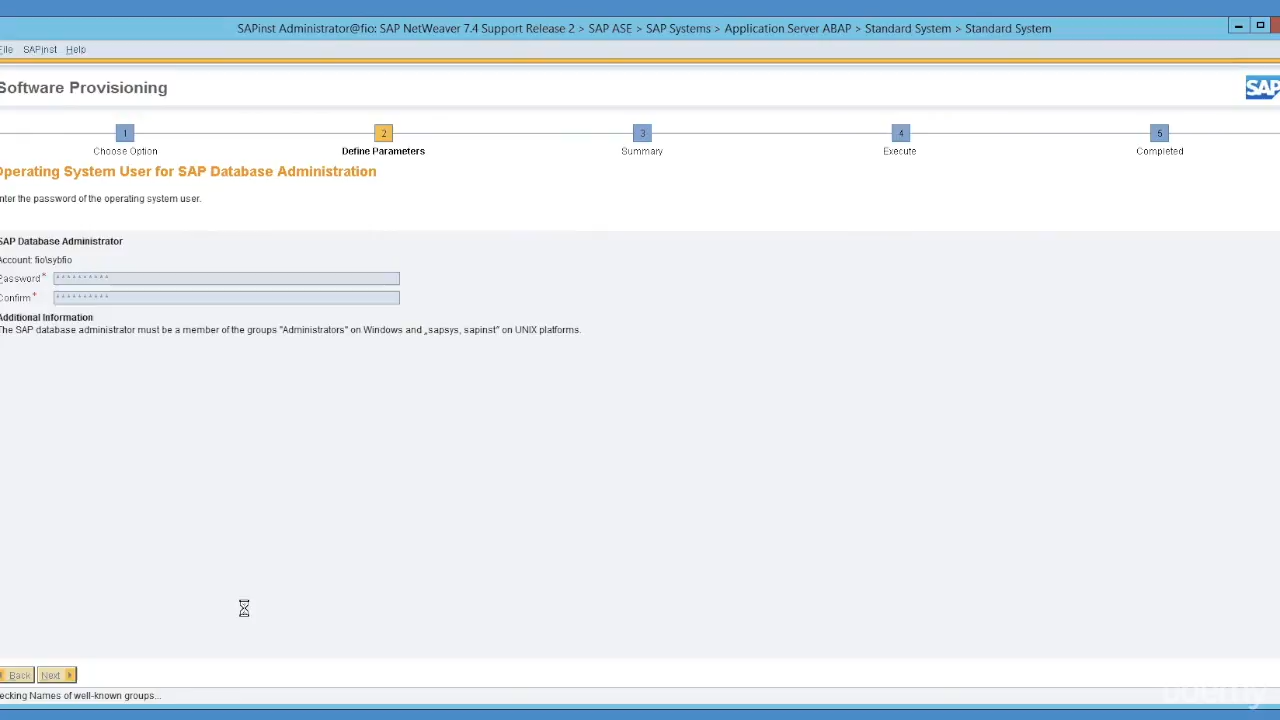 SAPinst Administrator@fio: SAP NetWeaver 7.4 Support Release 2 > SAP ASE > SAP Systems > Application Server ABAP > Standard System > Standard System
File SAPinst Help
Software Provisioning
SAP
1 2 3 4 5
Choose Option Define Parameters Summary Execute Completed
Operating System User for SAP Database Administration
nter the password of the operating system user.
SAP Database Administrator
Account: fio\sybfio
Password* **********
Confirm* **********
Additional Information
The SAP database administrator must be a member of the groups "Administrators" on Windows and „sapsys, sapinst" on UNIX platforms.
Back Next
ecking Names of well-known groups...
udemy